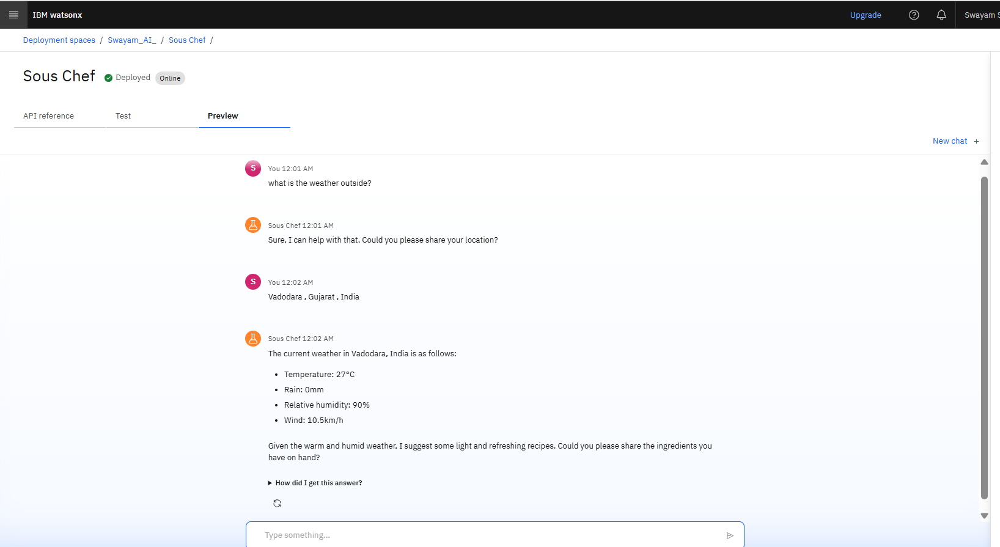 IBM watsonx
Upgrade
Swayam S
Deployment spaces / Swayam_AI_ / Sous Chef /
Sous Chef
Deployed
Online
API reference
Test
Preview
New chat +
S
You 12:01 AM
what is the weather outside?
Sous Chef 12:01 AM
Sure, I can help with that. Could you please share your location?
S
You 12:02 AM
Vadodara , Gujarat , India
Sous Chef 12:02 AM
The current weather in Vadodara, India is as follows:
• Temperature: 27°C
• Rain: 0mm
• Relative humidity: 90%
• Wind: 10.5km/h
Given the warm and humid weather, I suggest some light and refreshing recipes. Could you please share the ingredients you
have on hand?
How did I get this answer?
Type something...